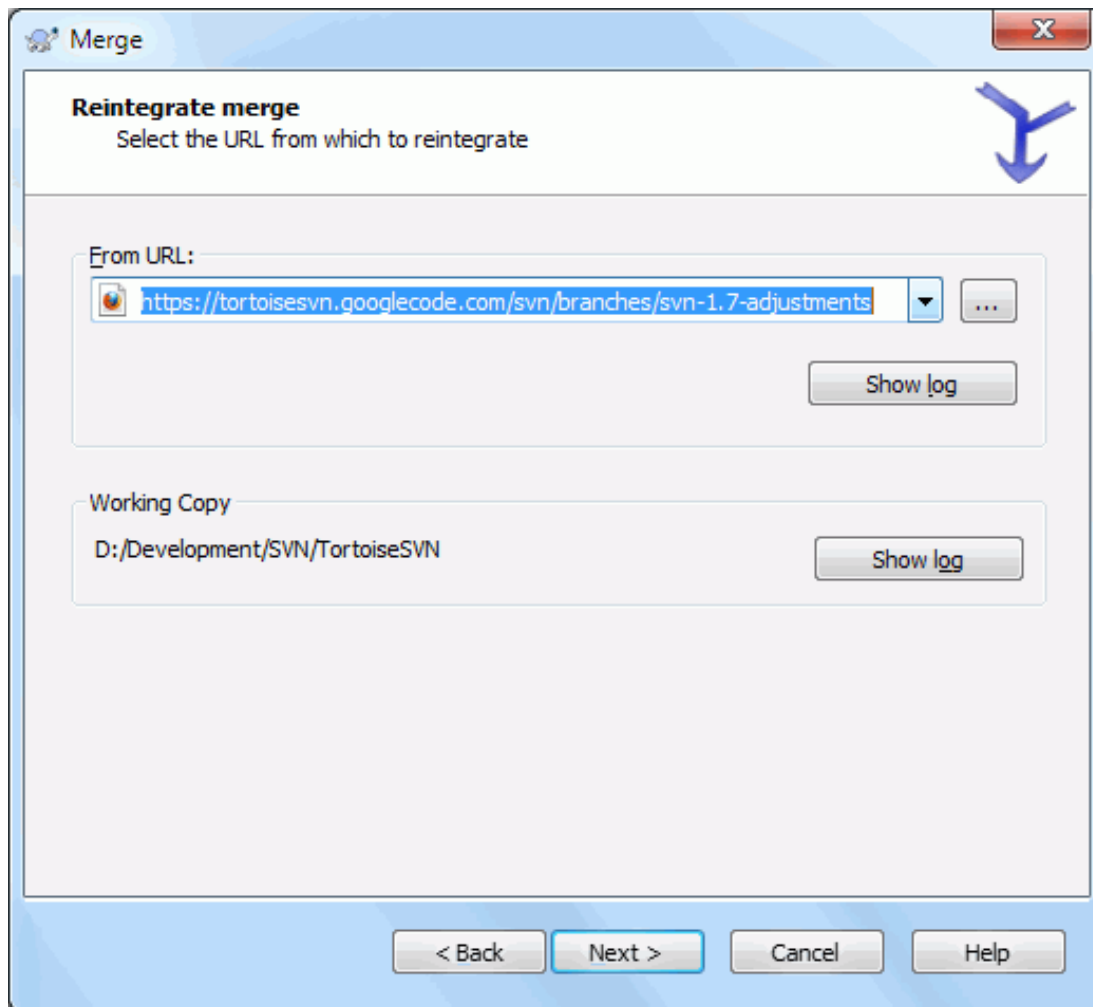 Merge
Reintegrate merge
Select the URL from which to reintegrate
From URL:
https://tortoisesvn.googlecode.com/svn/branches/svn-1.7-adjustments
...
Show log
Working Copy
D:/Development/SVN/TortoiseSVN
Show log
< Back Next > Cancel Help